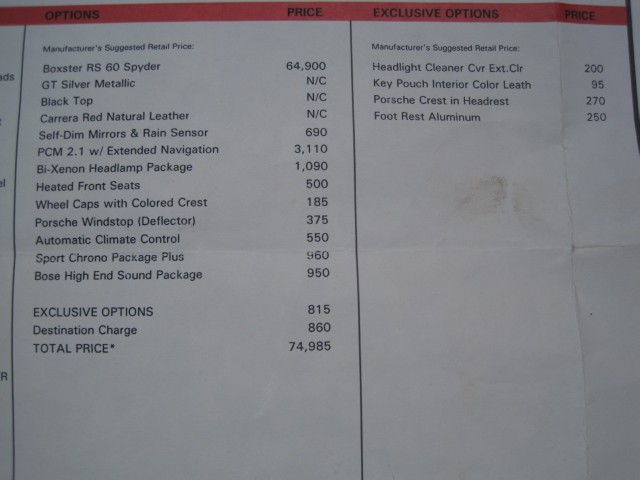 OPTIONS PRICE
Manufacturer's Suggested Retail Price:
Boxster RS 60 Spyder 64,900
GT Silver Metallic N/C
Black Top N/C
Carrera Red Natural Leather N/C
Self-Dim Mirrors & Rain Sensor 690
PCM 2.1 w/ Extended Navigation 3,110
Bi-Xenon Headlamp Package 1,090
Heated Front Seats 500
Wheel Caps with Colored Crest 185
Porsche Windstop (Deflector) 375
Automatic Climate Control 550
Sport Chrono Package Plus 960
Bose High End Sound Package 950
EXCLUSIVE OPTIONS 815
Destination Charge 860
TOTAL PRICE* 74,985
EXCLUSIVE OPTIONS PRICE
Manufacturer's Suggested Retail Price:
Headlight Cleaner Cvr Ext.Clr 200
Key Pouch Interior Color Leath 95
Porsche Crest in Headrest 270
Foot Rest Aluminum 250